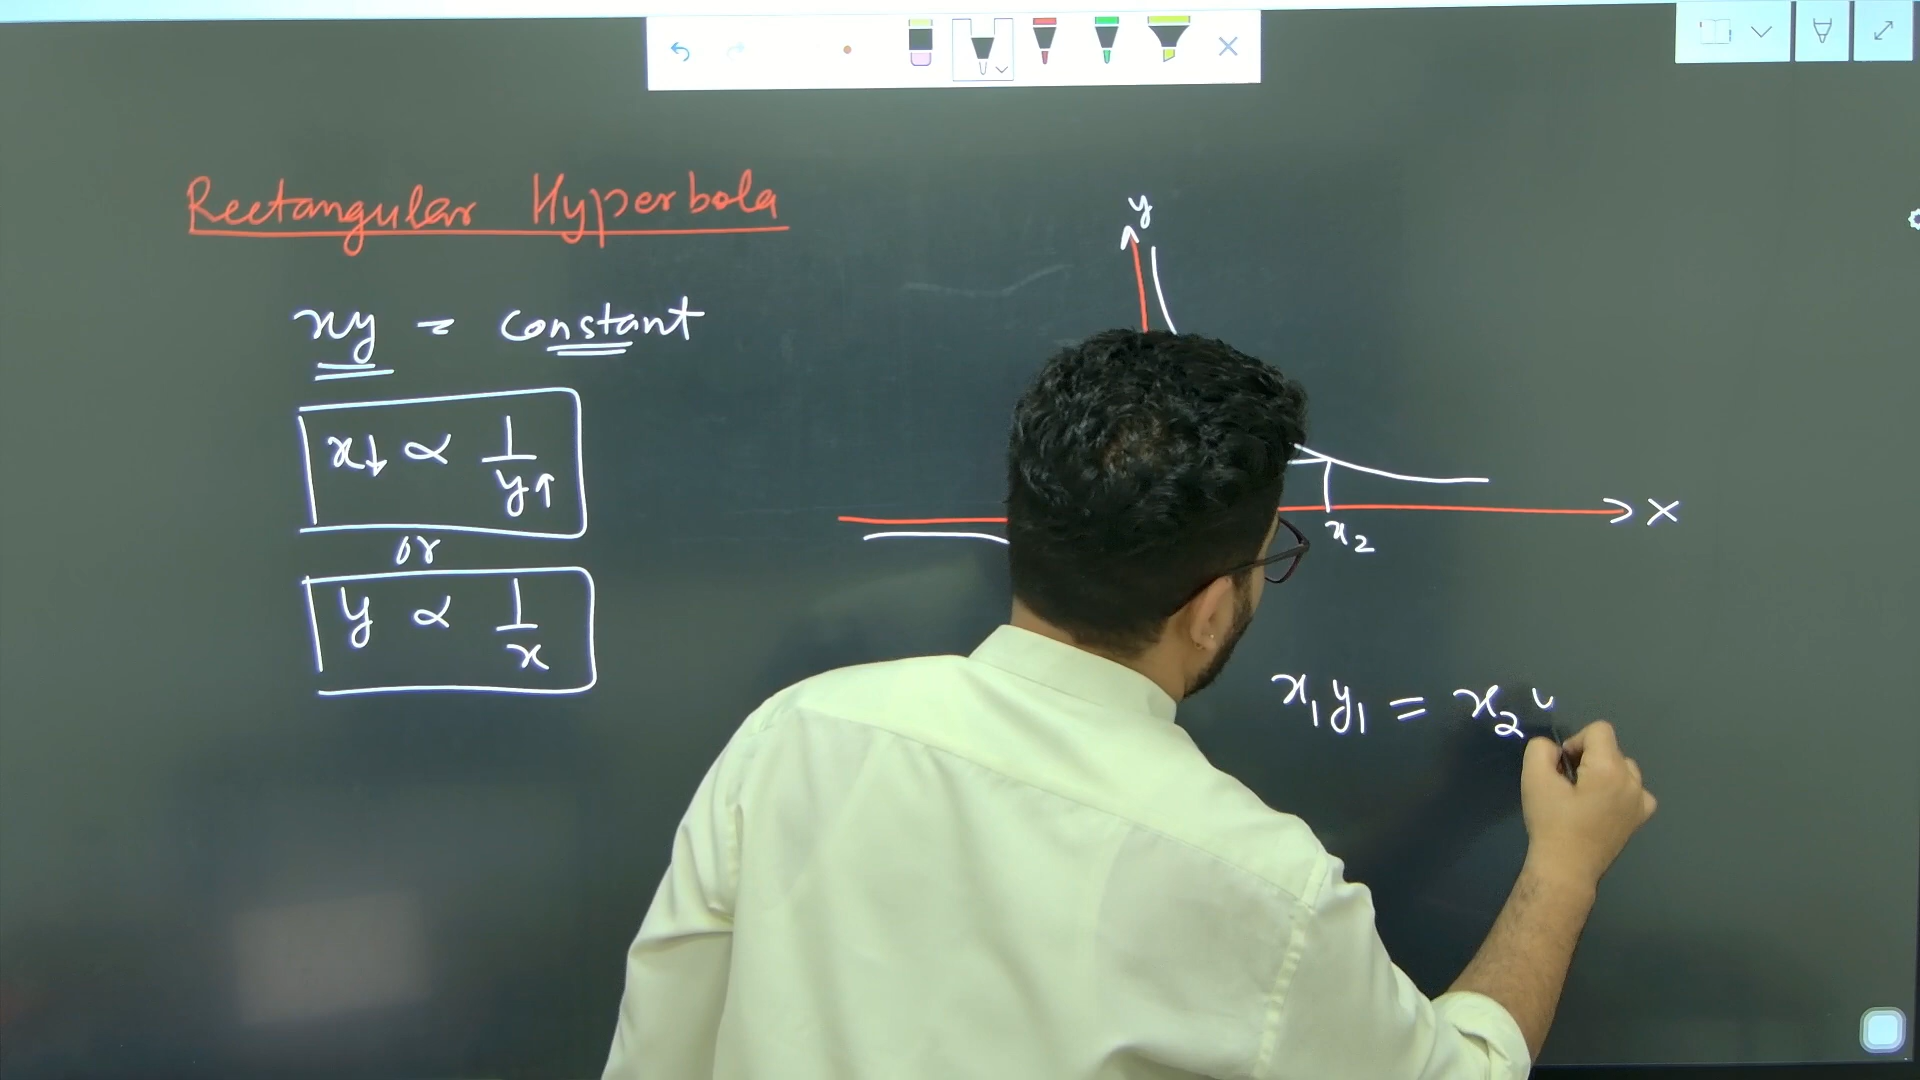 Rectangular Hyperbola
xy = constant
x↓ ∝ 1/y↑
or
y ∝ 1/x
y
x
x₂
x₁y₁ = x₂